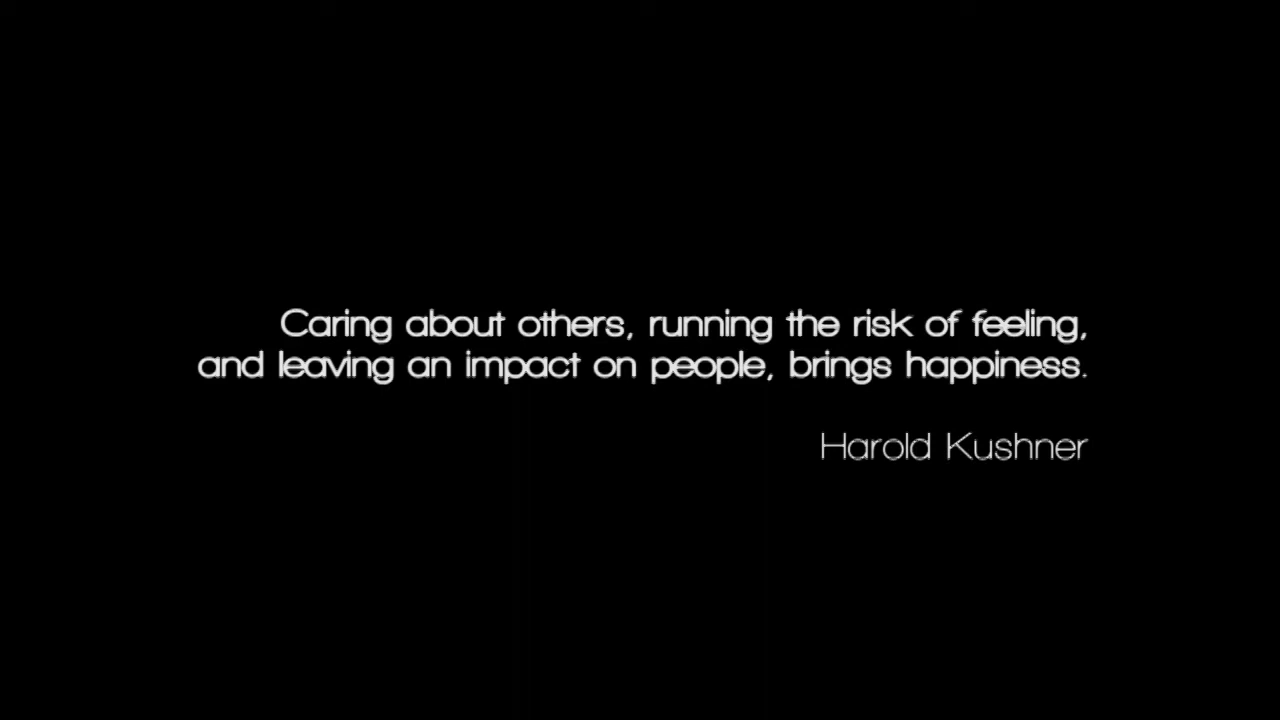 Caring about others, running the risk of feeling,
and leaving an impact on people, brings happiness.
Harold Kushner